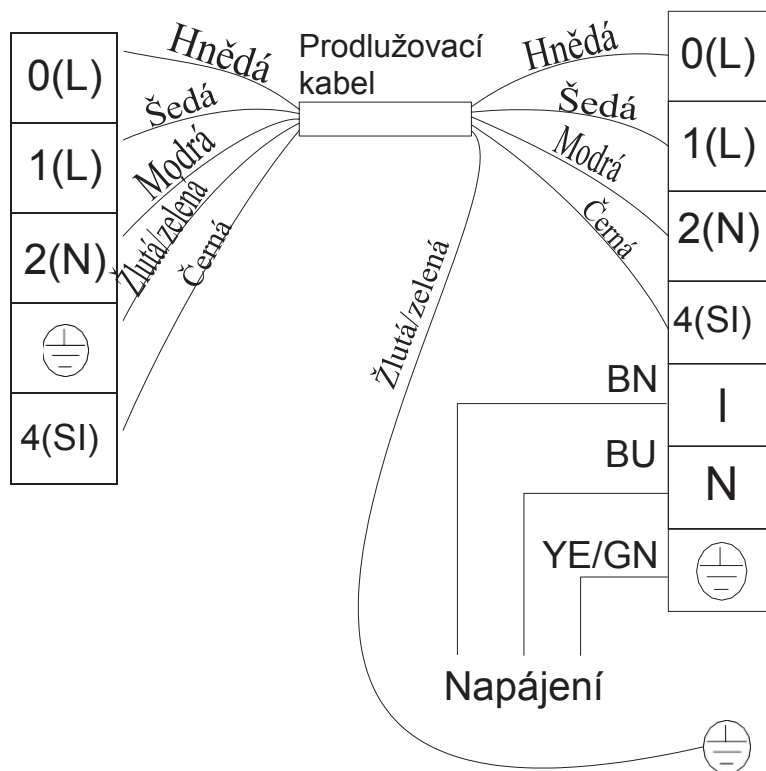 0(L)
1(L)
2(N)
4(SI)
Hnědá
Šedá
Modrá
Žlutá/zelená
Černá
Prodlužovací
kabel
Hnědá
Šedá
Modrá
Černá
Žlutá/zelená
0(L)
1(L)
2(N)
4(SI)
I
N
BN
BU
YE/GN
Napájení